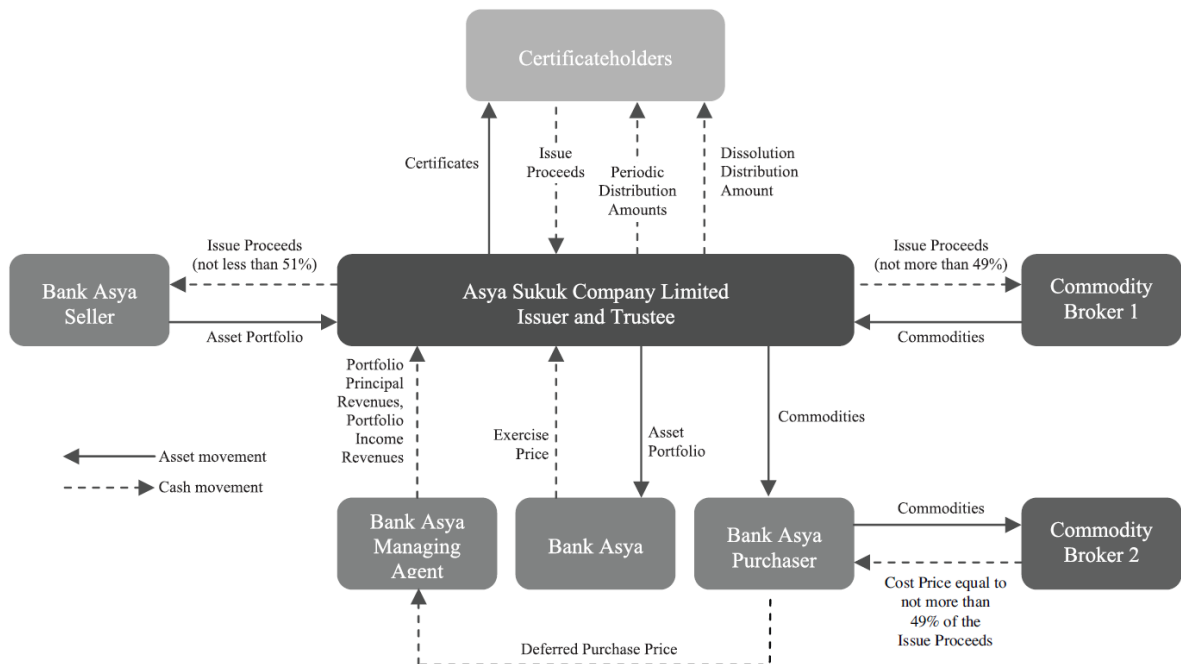 Certificateholders
Certificates
Issue
Proceeds
Periodic
Distribution
Amounts
Dissolution
Distribution
Amount
Issue Proceeds
(not less than 51%)
Issue Proceeds
(not more than 49%)
Bank Asya
Seller
Asya Sukuk Company Limited
Issuer and Trustee
Commodity
Broker 1
Asset Portfolio
Commodities
Portfolio
Principal
Revenues,
Portfolio
Income
Revenues
Exercise
Price
Asset
Portfolio
Commodities
Asset movement
Cash movement
Bank Asya
Managing
Agent
Bank Asya
Bank Asya
Purchaser
Commodities
Commodity
Broker 2
Cost Price equal to
not more than
49% of the
Issue Proceeds
Deferred Purchase Price